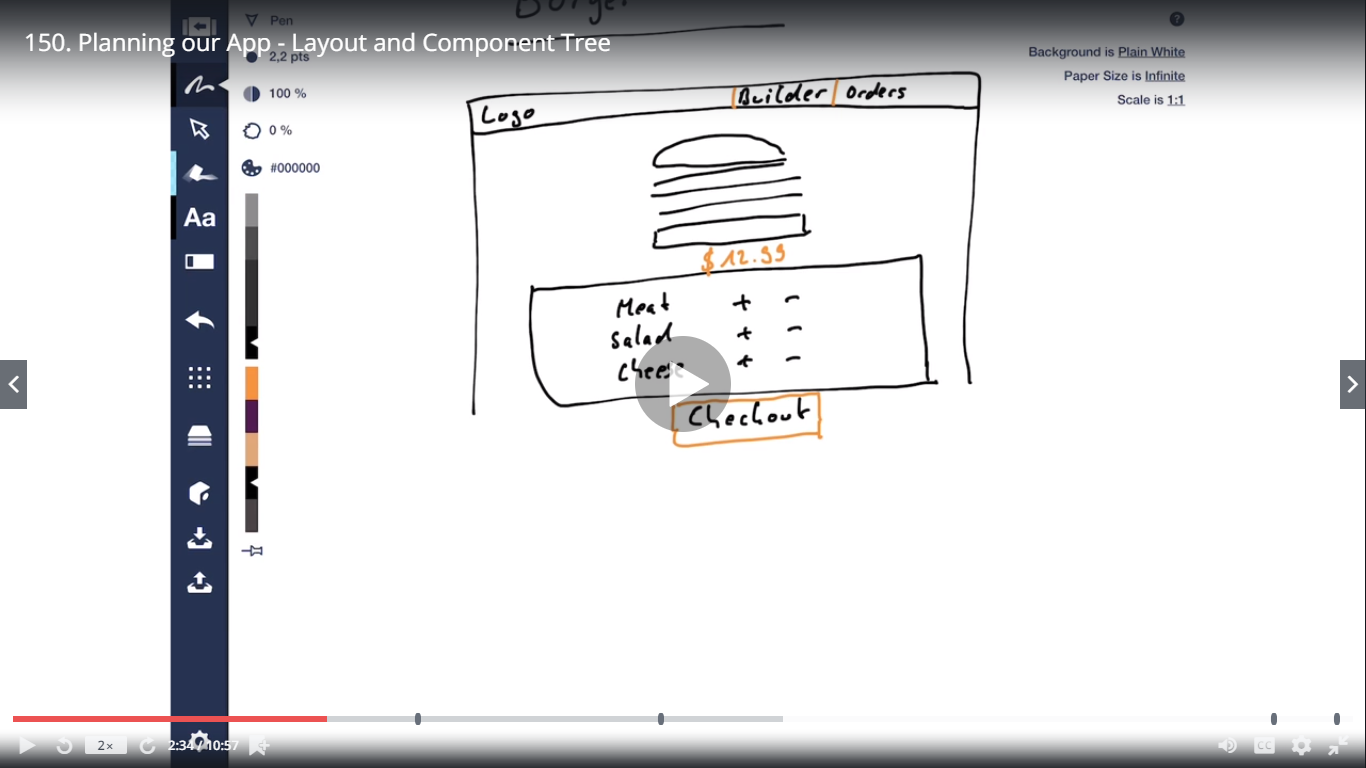 Burger
Pen
150. Planning our App - Layout and Component Tree
2,2 pts
100 %
0 %
#000000
Aa
Background is Plain White
Paper Size is Infinite
Scale is 1:1
?
Logo
Builder
Orders
$ 12.99
Meat + -
Salad + -
Cheese + -
Checkout
2x
2:34 / 10:57
CC